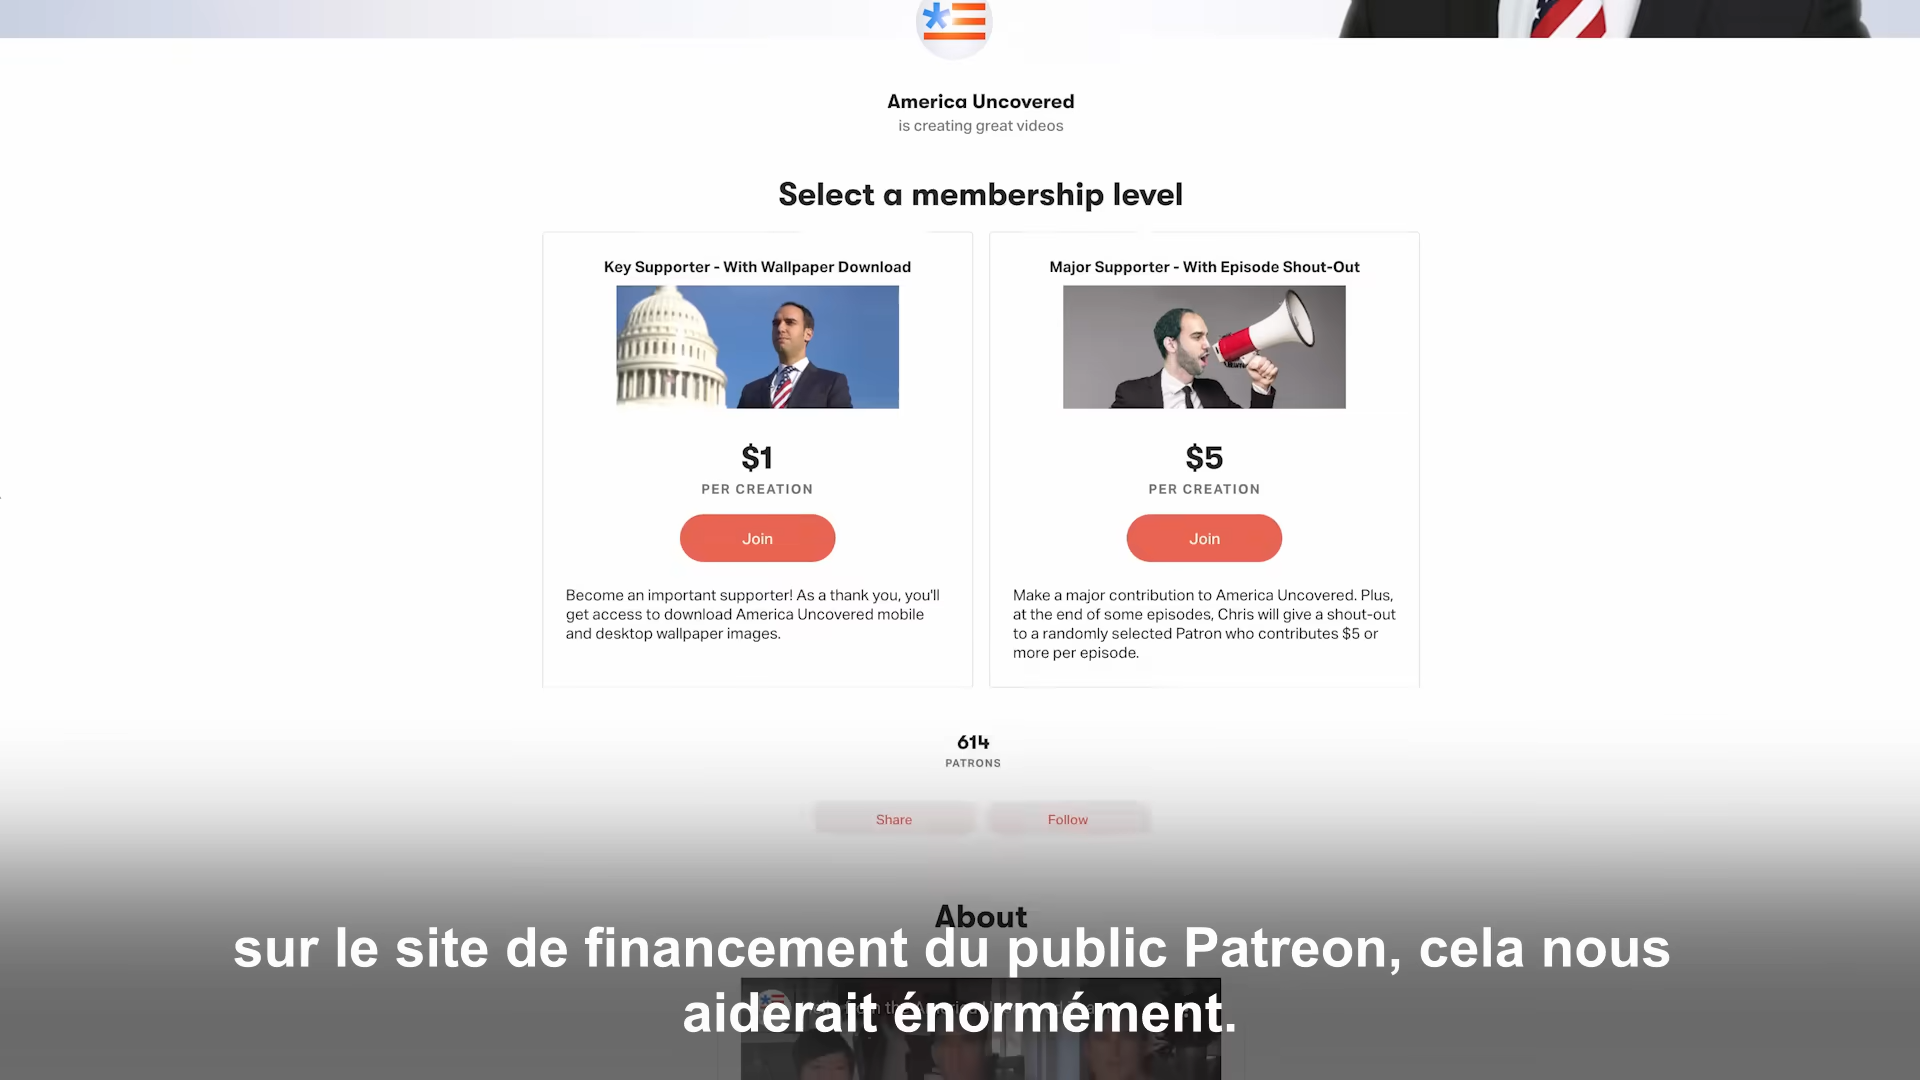 America Uncovered
is creating great videos
Select a membership level
Key Supporter - With Wallpaper Download
$1
PER CREATION
Join
Become an important supporter! As a thank you, you'll
get access to download America Uncovered mobile
and desktop wallpaper images.
Major Supporter - With Episode Shout-Out
$5
PER CREATION
Join
Make a major contribution to America Uncovered. Plus,
at the end of some episodes, Chris will give a shout-out
to a randomly selected Patron who contributes $5 or
more per episode.
614
PATRONS
Share
Follow
About
sur le site de financement du public Patreon, cela nous
aiderait énormément.